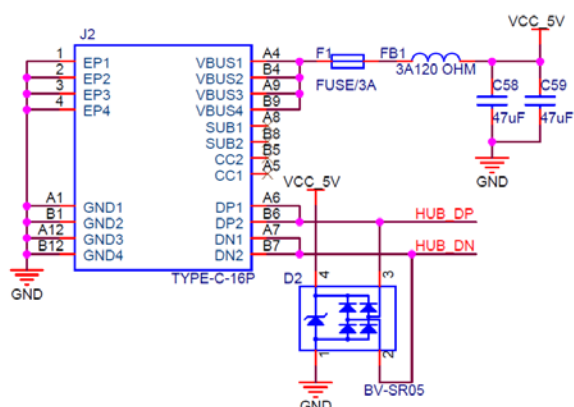 J2
VCC_5V
1 EP1 VBUS1 A4 F1 FB1
2 EP2 VBUS2 B4 3A120 OHM
3 EP3 VBUS3 A9 FUSE/3A C58 C59
4 EP4 VBUS4 B9
SUB1 A8 47uF 47uF
SUB2 B8
CC2 B5
CC1 A5 GND
VCC_5V
A1 GND1 DP1 A6
B1 GND2 DP2 B6 HUB_DP
A12 GND3 DN1 A7
B12 GND4 DN2 B7 HUB_DN
TYPE-C-16P D2 4 3
GND
1 2
BV-SR05
GND